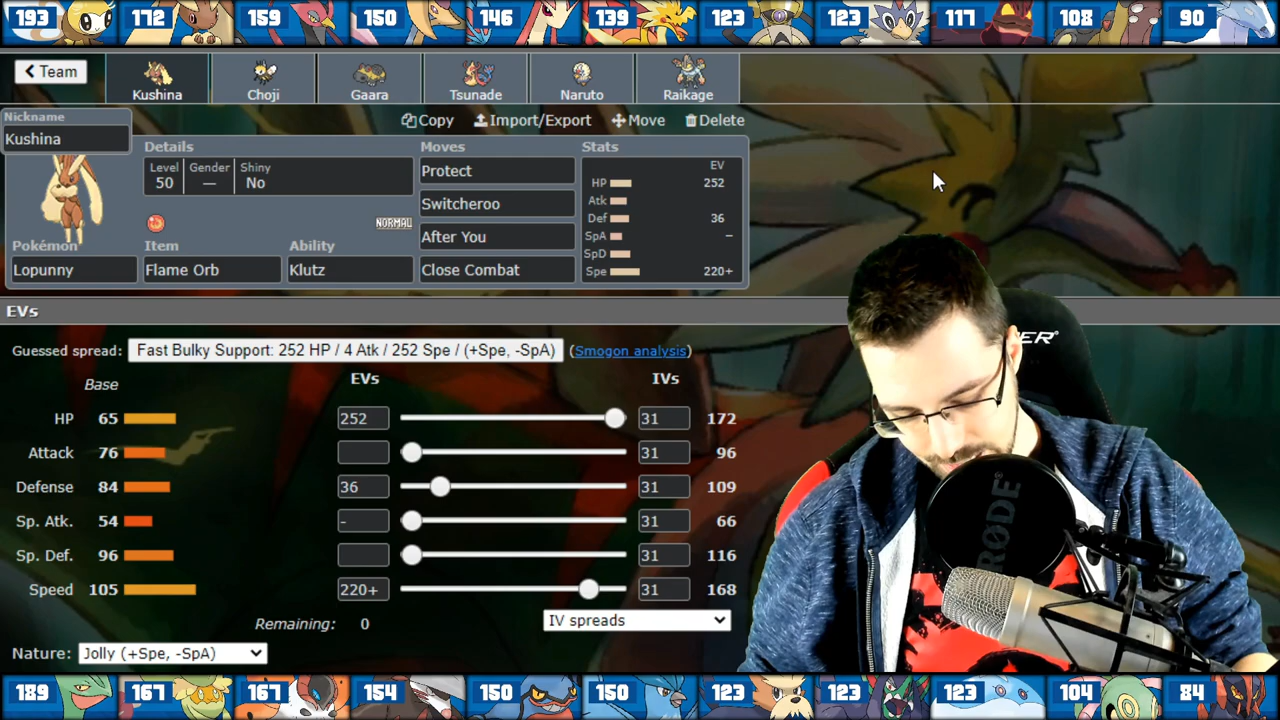 193 172 159 150 146 139 123 123 117 108 90
Team
Kushina Choji Gaara Tsunade Naruto Raikage
Copy Import/Export Move Delete
Nickname
Kushina
Details Moves Stats
Level Gender Shiny
50 — No
Protect
Switcheroo
After You
Close Combat
EV
HP 252
Atk
Def 36
SpA –
SpD
Spe 220+
NORMAL
Pokémon Item Ability
Lopunny Flame Orb Klutz
EVs
Guessed spread: Fast Bulky Support: 252 HP / 4 Atk / 252 Spe / (+Spe, -SpA) (Smogon analysis)
Base EVs IVs
HP 65 252 31 172
Attack 76 31 96
Defense 84 36 31 109
Sp. Atk. 54 - 31 66
Sp. Def. 96 31 116
Speed 105 220+ 31 168
Remaining: 0 IV spreads
Nature: Jolly (+Spe, -SpA)
RØDE
189 167 167 154 150 150 123 123 123 104 84